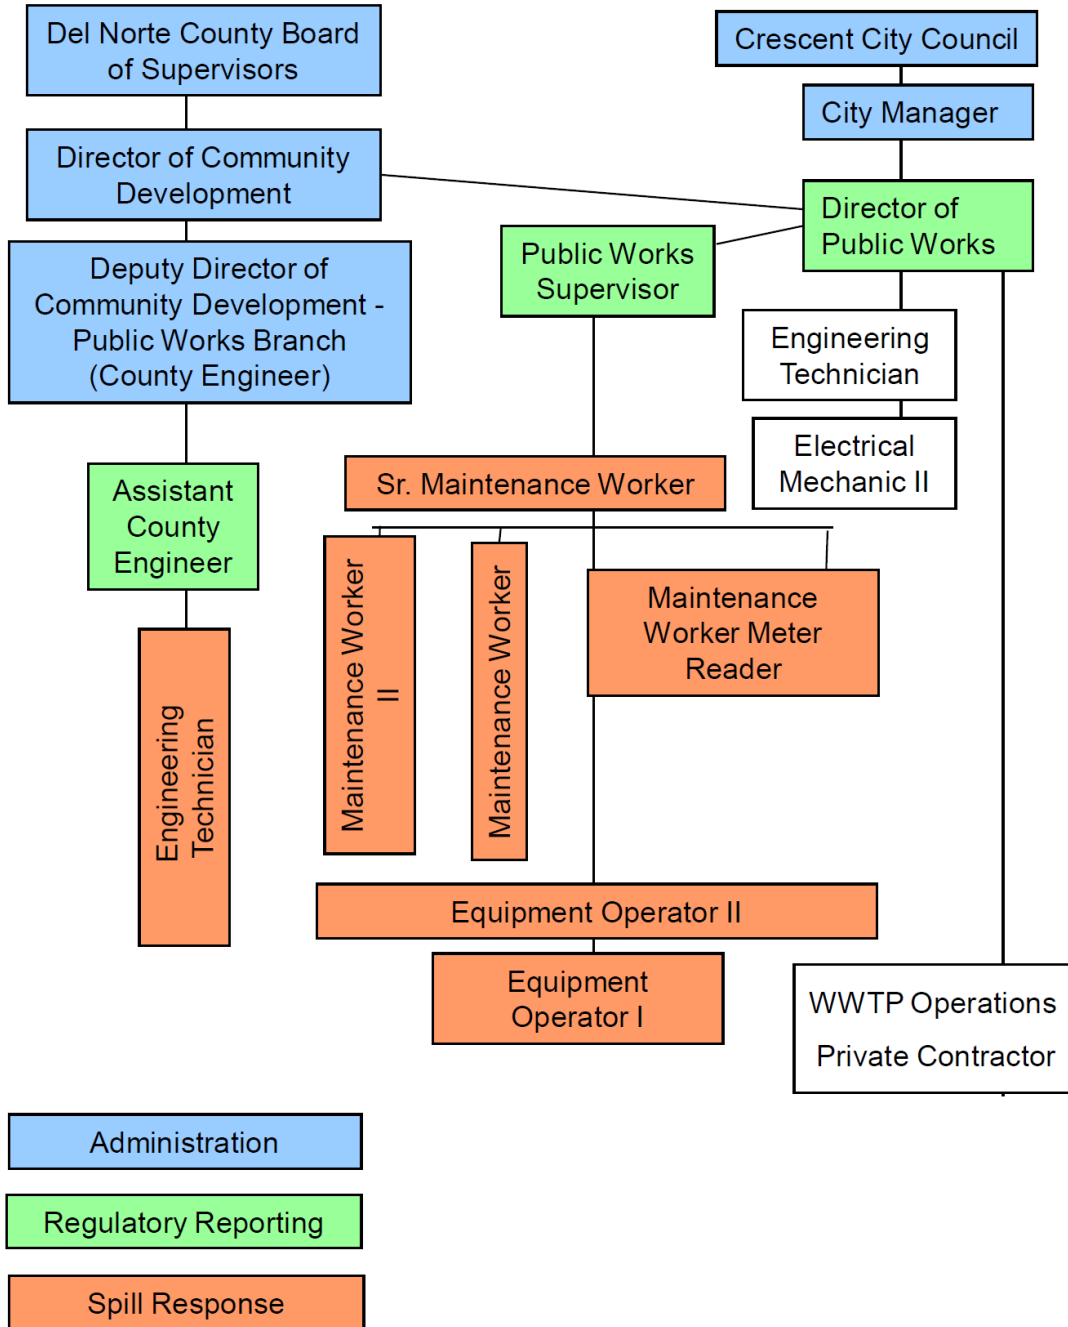 Del Norte County Board
of Supervisors
Crescent City Council
City Manager
Director of Community
Development
Director of
Public Works
Public Works
Supervisor
Deputy Director of
Community Development -
Public Works Branch
(County Engineer)
Engineering
Technician
Electrical
Mechanic II
Sr. Maintenance Worker
Assistant
County
Engineer
Maintenance Worker
II
Maintenance Worker
Maintenance
Worker Meter
Reader
Engineering
Technician
Equipment Operator II
Equipment
Operator I
WWTP Operations
Private Contractor
Administration
Regulatory Reporting
Spill Response